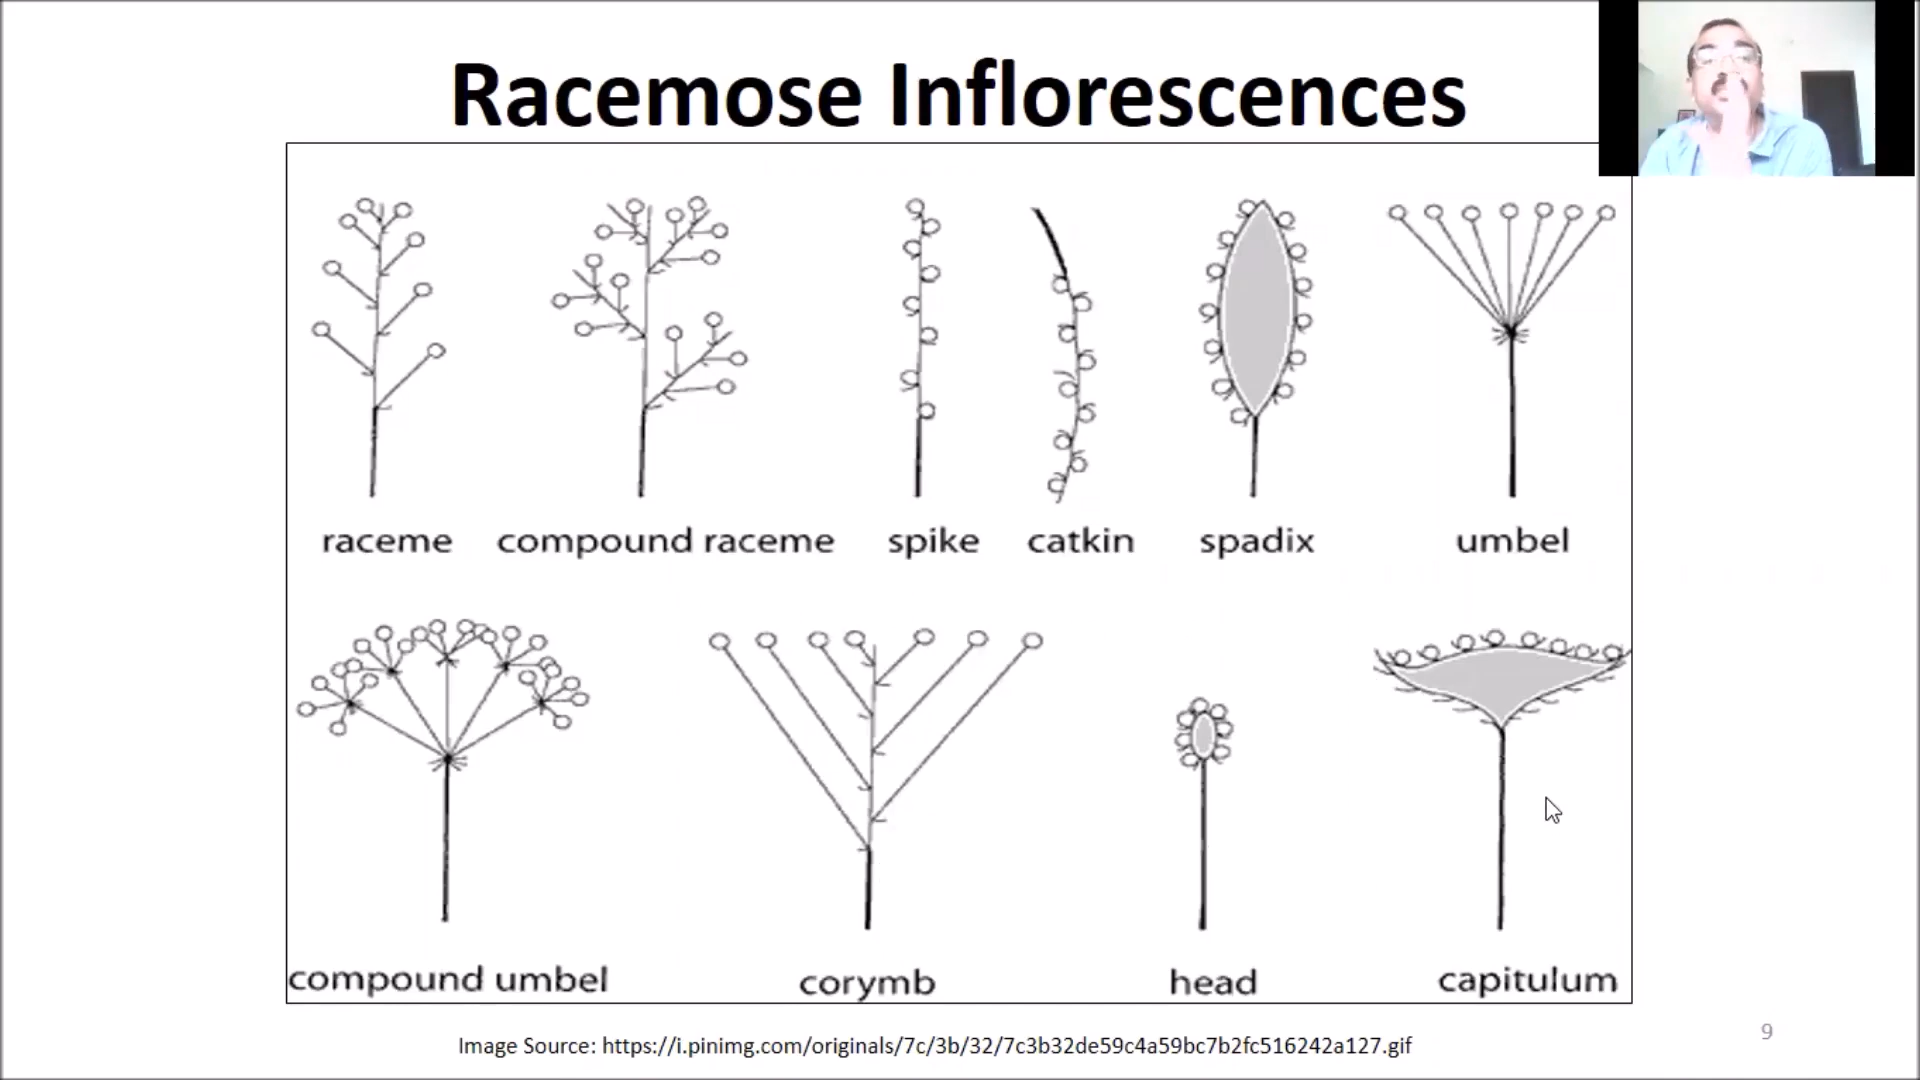 Racemose Inflorescences
raceme compound raceme spike catkin spadix umbel
compound umbel corymb head capitulum
Image Source: https://i.pinimg.com/originals/7c/3b/32/7c3b32de59c4a59bc7b2fc516242a127.gif
9